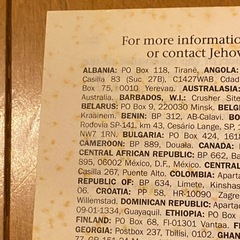 For more informatio
or contact Jehov
ALBANIA: PO Box 118, Tiranë. ANGOLA:
Casilla 83 (Suc 27B), C1427WAB Cdad
Box 75, 0010 Yerevan. AUSTRALASIA:
Australia. BARBADOS, W.I.: Crusher Site
BELARUS: PO Box 9, 220030 Minsk. BELG
Kraainem. BENIN: BP 312, AB-Calavi. BO
Rodovia SP-141, km 43, Cesário Lange, SP,
NW7 1RN. BULGARIA: PO Box 424, 161
CAMEROON: BP 889, Douala. CANADA:
CENTRAL AFRICAN REPUBLIC: BP 662, Ba
895, 06002 México, D.F., México. CENTRAL
Casilla 267, Puente Alto. COLOMBIA: Apartac
REPUBLIC OF: BP 634, Limete, Kinshas
06. CROATIA: PP 58, HR-10090 Zagre
Willemstad. DOMINICAN REPUBLIC: Apartac
09-01-1334, Guayaquil. ETHIOPIA: PO Box
FINLAND: PO Box 68, FI-01301 Vantaa. F
GEORGIA: Postbox 237, Tbilisi, 0102. GHAN